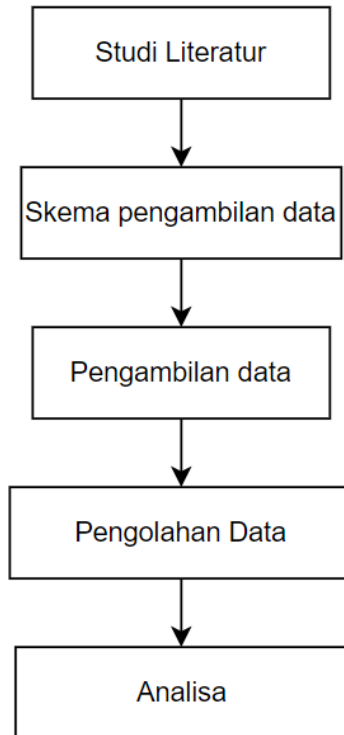 Studi Literatur
Skema pengambilan data
Pengambilan data
Pengolahan Data
Analisa